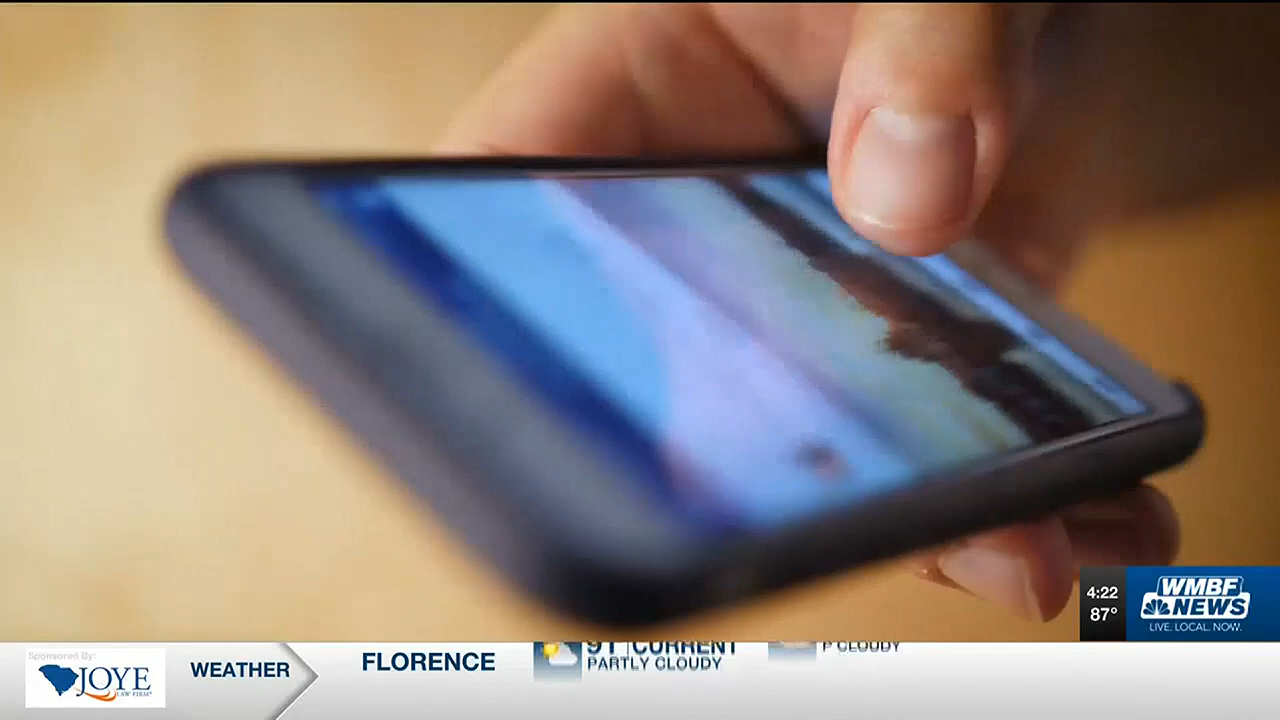 4:22
87°
WMBF
NEWS
LIVE. LOCAL. NOW.
Sponsored By:
JOYE
LAW FIRM®
WEATHER
FLORENCE
91 CURRENT
PARTLY CLOUDY
P CLOUDY